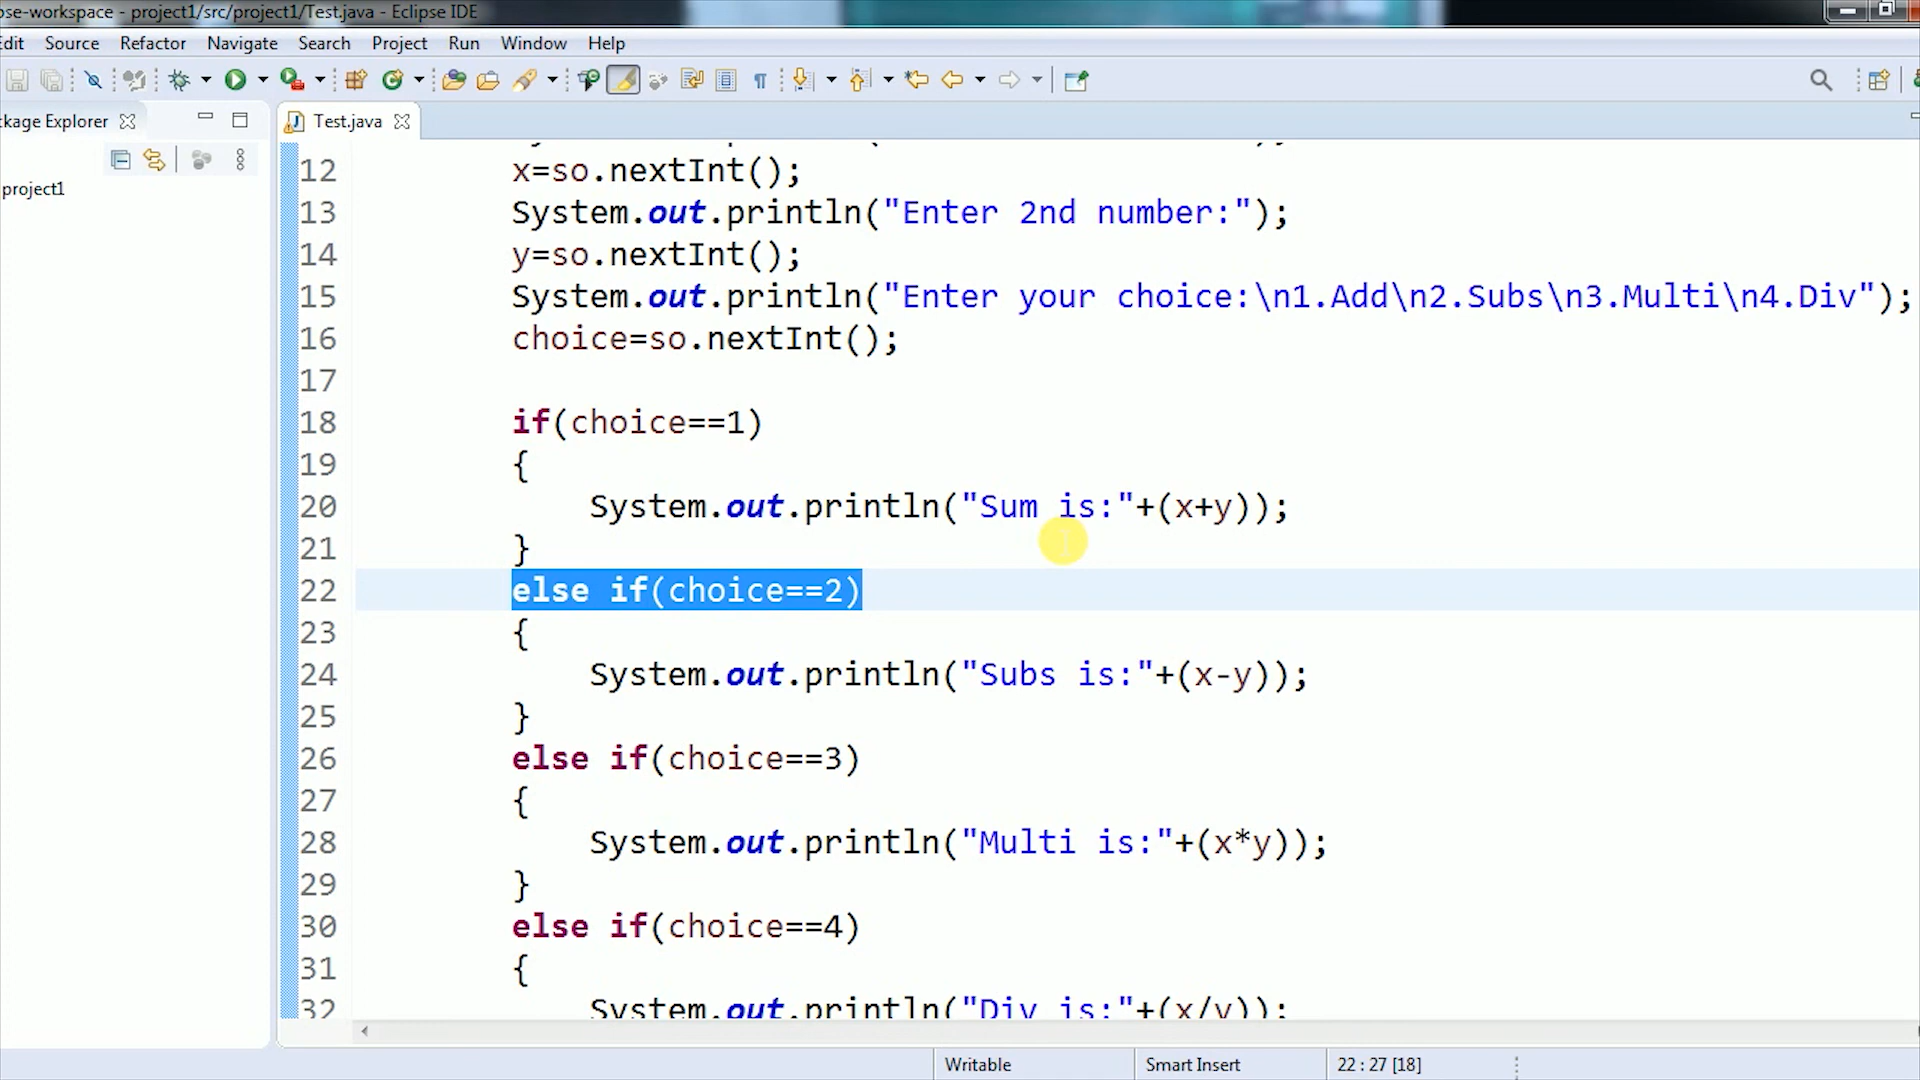 ose-workspace - project1/src/project1/Test.java - Eclipse IDE
Edit Source Refactor Navigate Search Project Run Window Help
ckage Explorer
Test.java
project1
12 x=so.nextInt();
13 System.out.println("Enter 2nd number:");
14 y=so.nextInt();
15 System.out.println("Enter your choice:\n1.Add\n2.Subs\n3.Multi\n4.Div");
16 choice=so.nextInt();
17
18 if(choice==1)
19 {
20 System.out.println("Sum is:"+(x+y));
21 }
22 else if(choice==2)
23 {
24 System.out.println("Subs is:"+(x-y));
25 }
26 else if(choice==3)
27 {
28 System.out.println("Multi is:"+(x*y));
29 }
30 else if(choice==4)
31 {
32 System.out.println("Div is:"+(x/y));
Writable Smart Insert 22 : 27 [18]